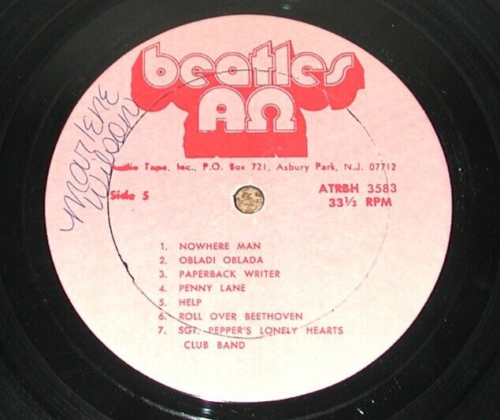 beatles
ΑΩ
Marlene
Wilson
Audio Tape, Inc., P.O. Box 721, Asbury Park, N.J. 07712
Side 5
ATRBH 3583
33⅓ RPM
1. NOWHERE MAN
2. OBLADI OBLADA
3. PAPERBACK WRITER
4. PENNY LANE
5. HELP
6. ROLL OVER BEETHOVEN
7. SGT. PEPPER'S LONELY HEARTS
CLUB BAND